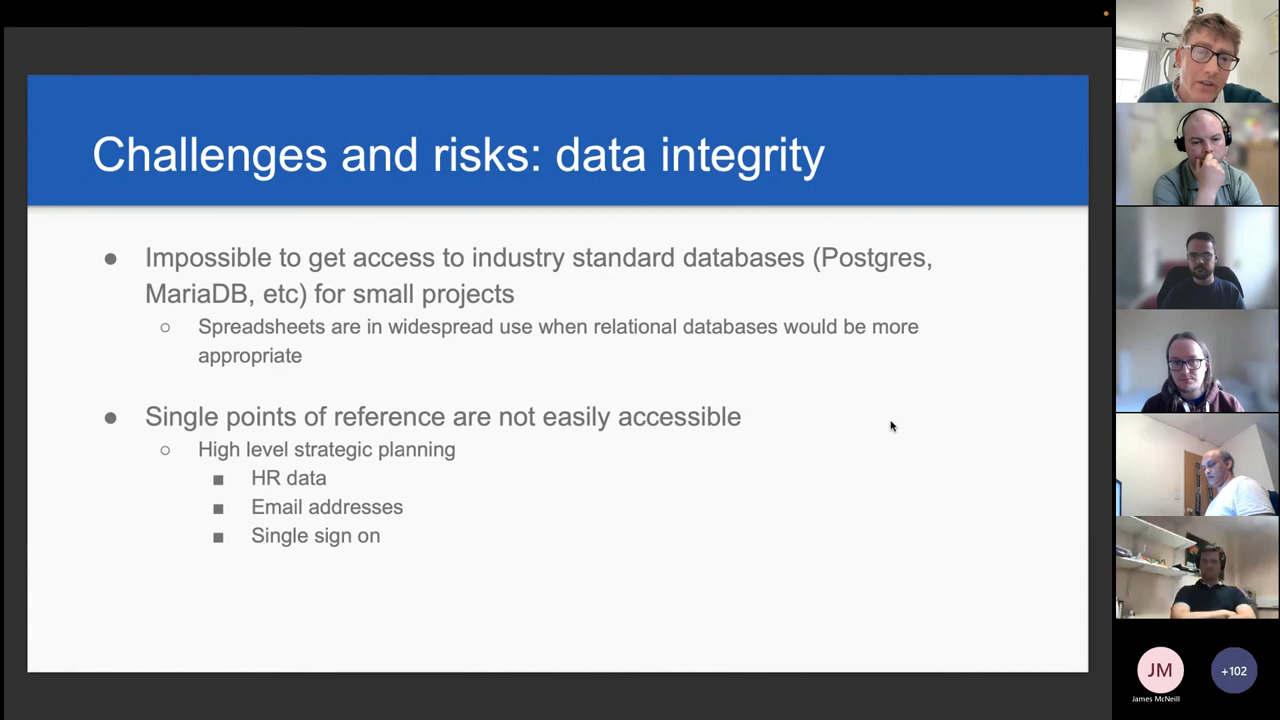 Challenges and risks: data integrity
● Impossible to get access to industry standard databases (Postgres,
MariaDB, etc) for small projects
○ Spreadsheets are in widespread use when relational databases would be more
appropriate
● Single points of reference are not easily accessible
○ High level strategic planning
■ HR data
■ Email addresses
■ Single sign on
JM
+102
James McNeill